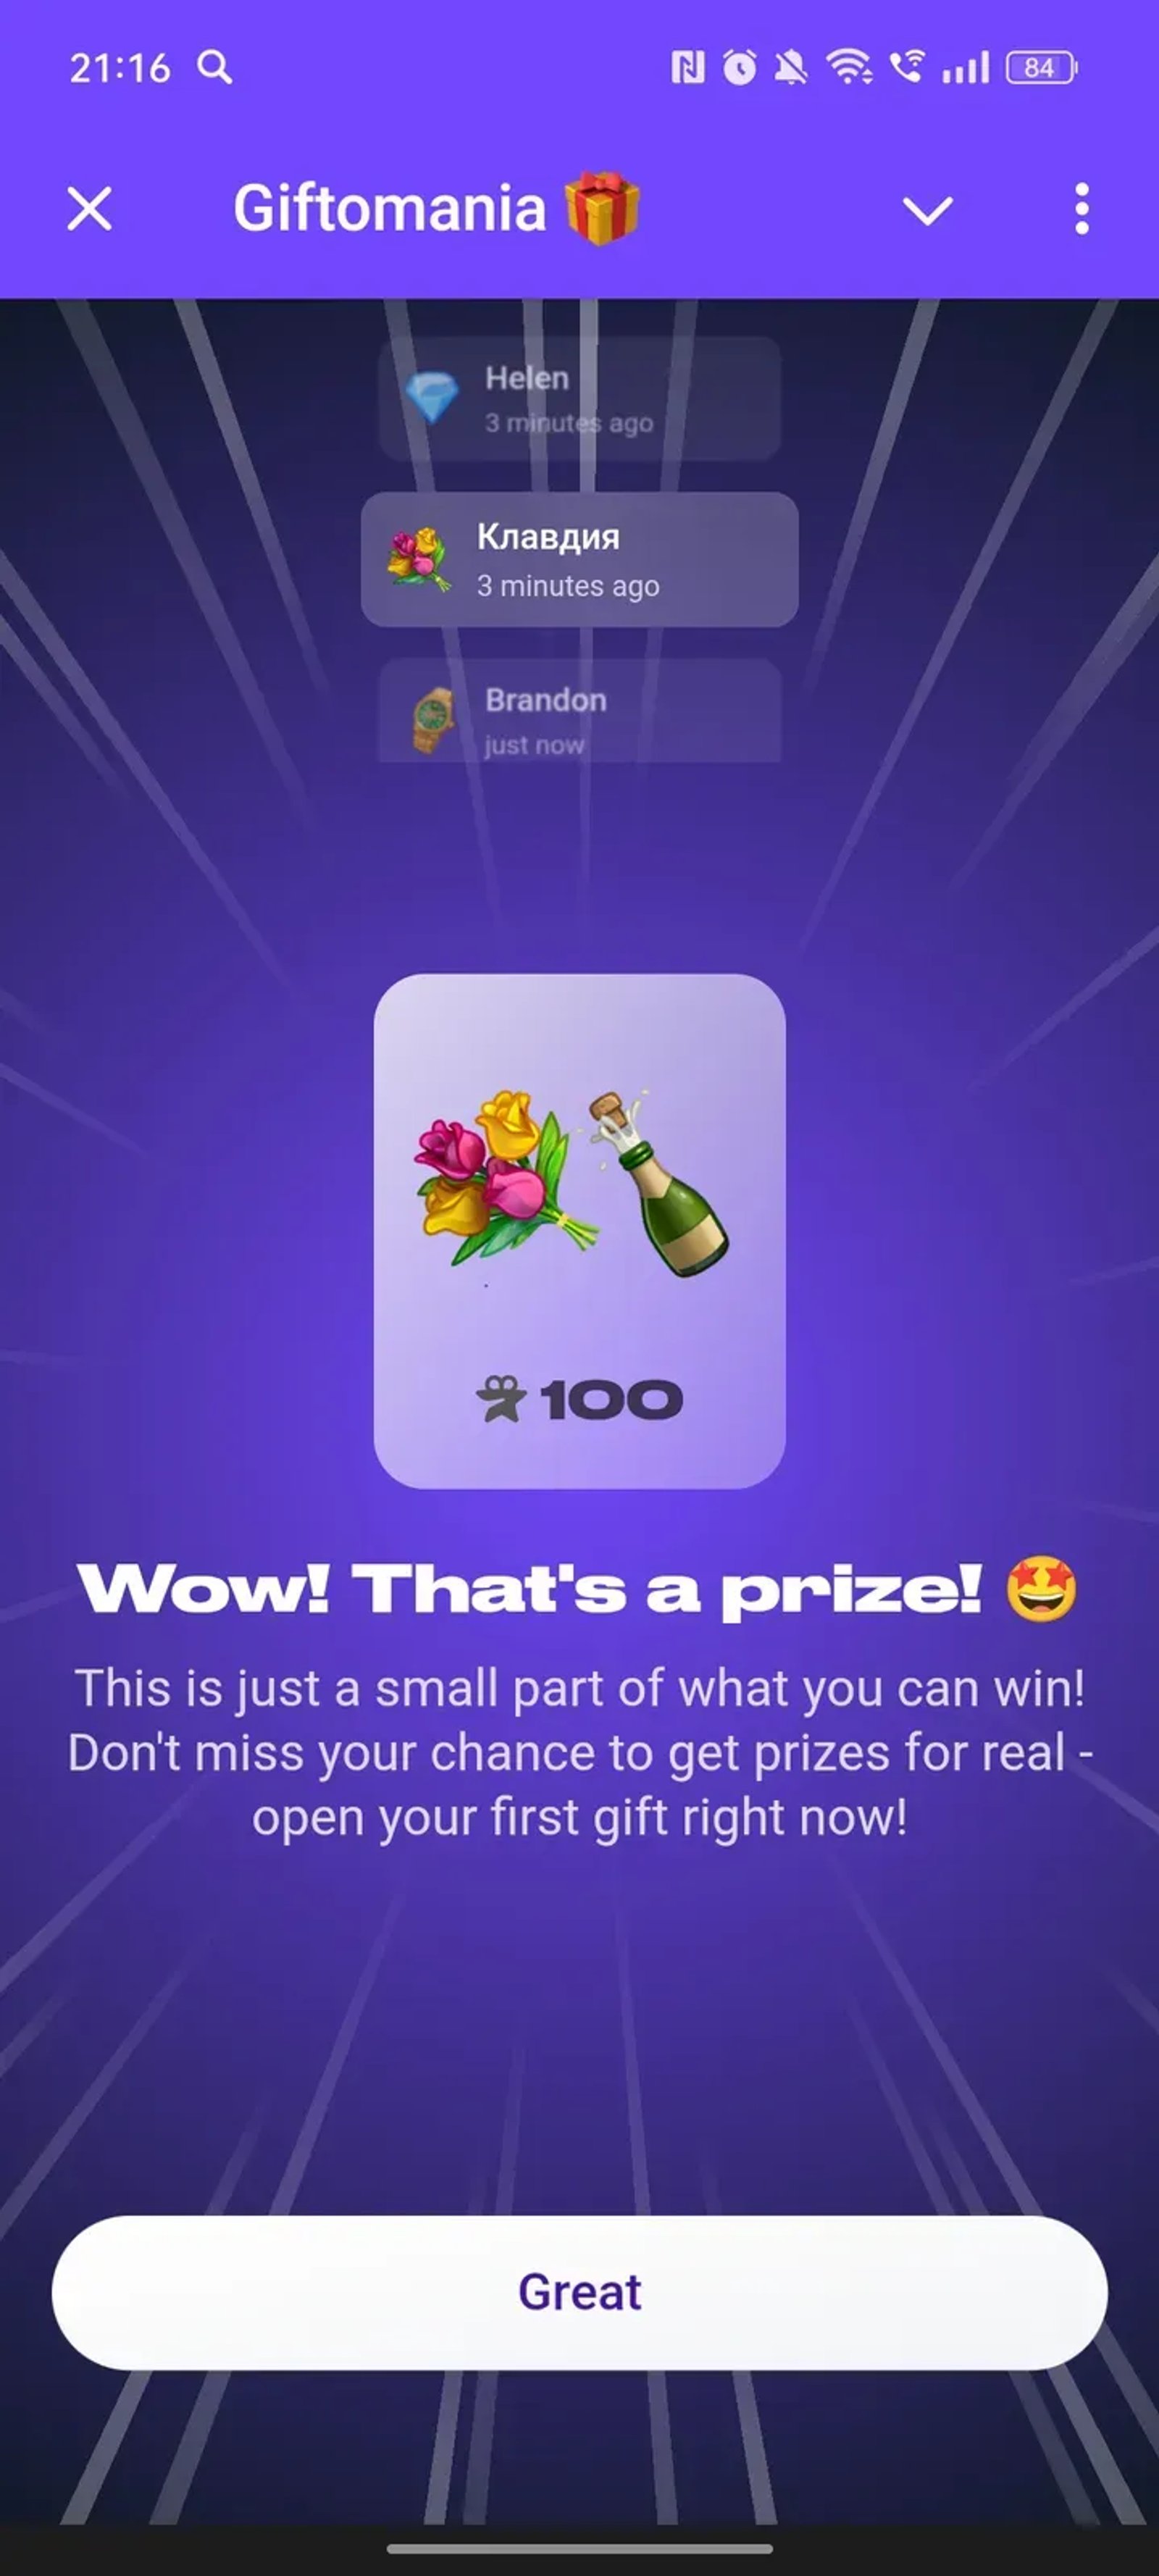 21:16
84
Giftomania
Helen
3 minutes ago
Клавдия
3 minutes ago
Brandon
just now
100
Wow! That's a prize!
This is just a small part of what you can win!
Don't miss your chance to get prizes for real -
open your first gift right now!
Great